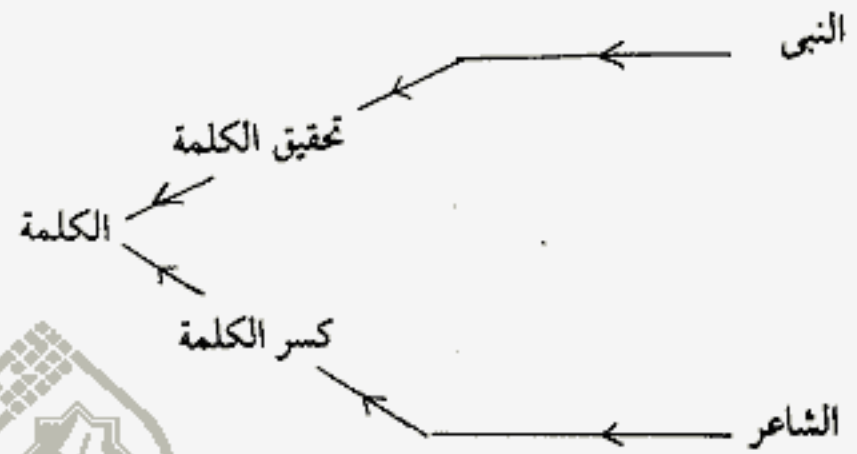 النبى
تحقيق الكلمة
الكلمة
كسر الكلمة
الشاعر